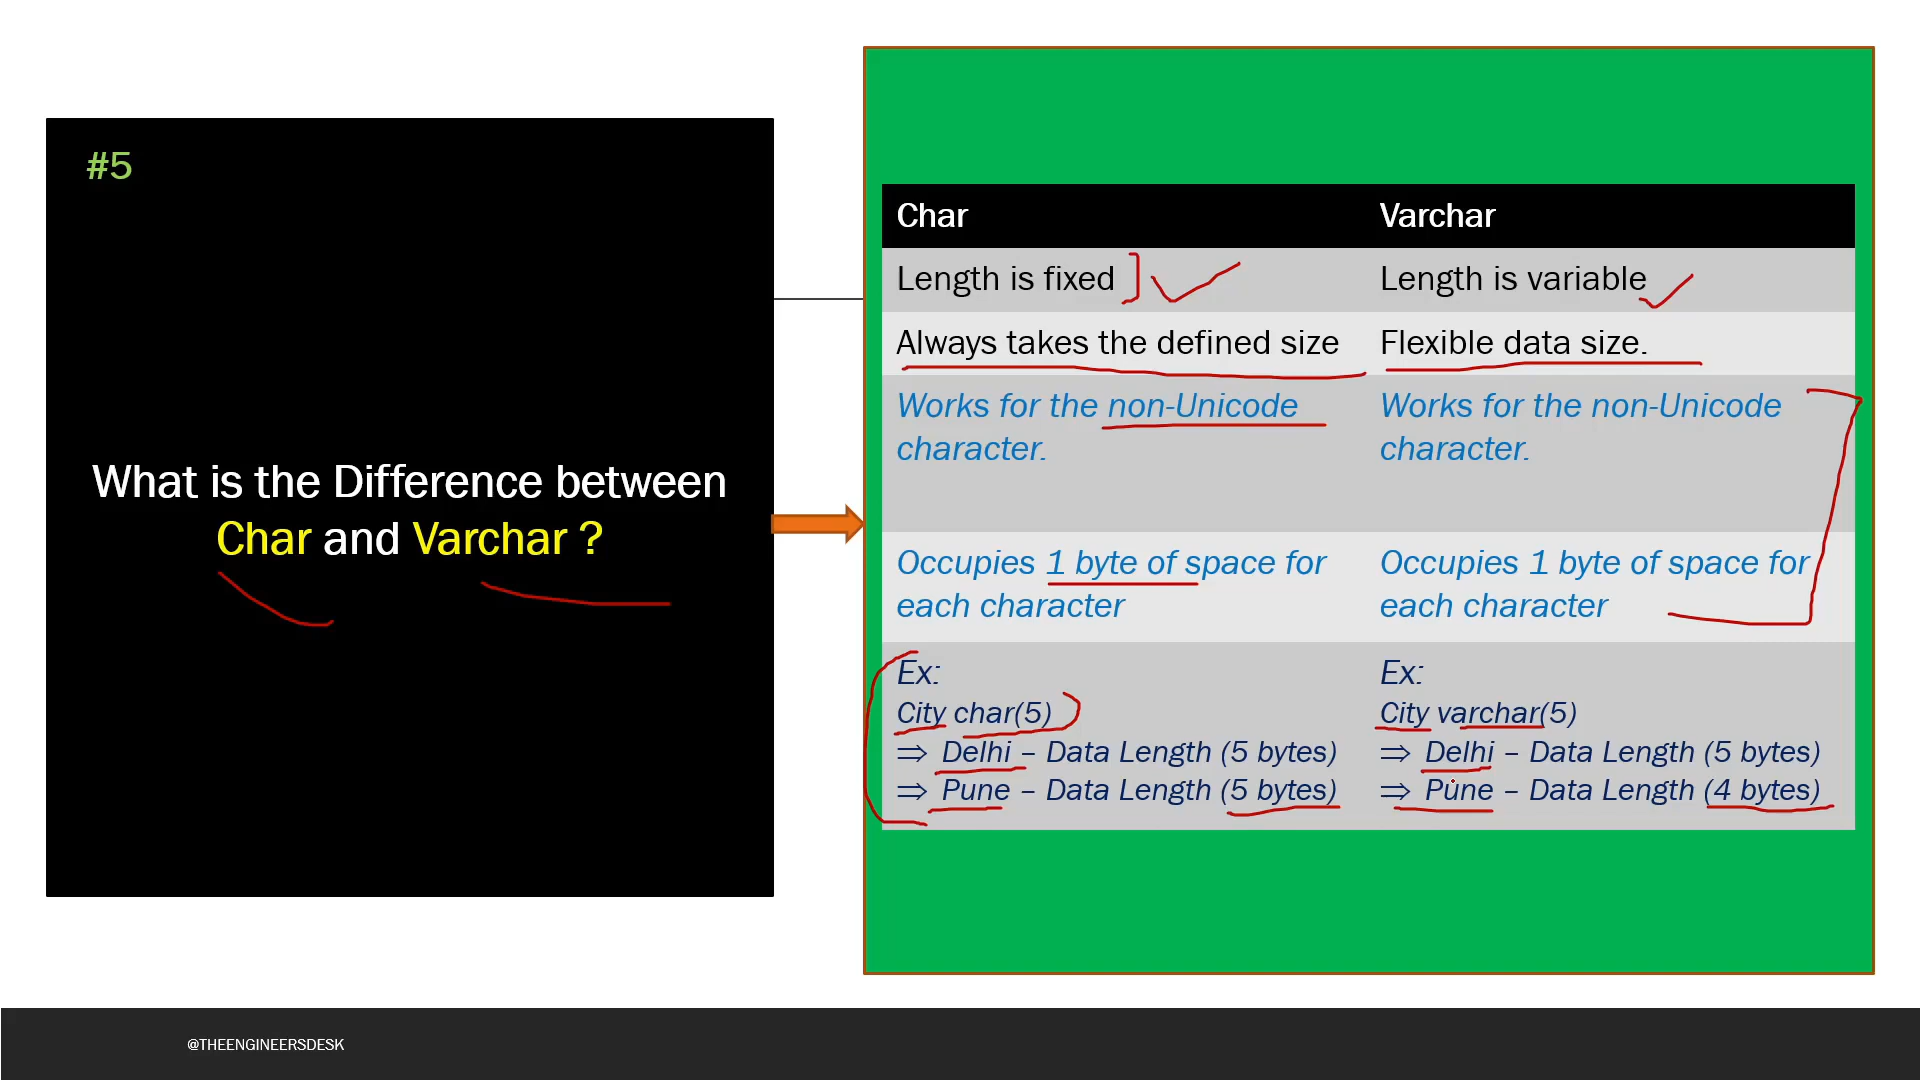 #5
What is the Difference between
Char and Varchar ?
Char
Varchar
Length is fixed
Length is variable
Always takes the defined size
Flexible data size.
Works for the non-Unicode
character.
Works for the non-Unicode
character.
Occupies 1 byte of space for
each character
Occupies 1 byte of space for
each character
Ex:
City char(5)
⇒ Delhi – Data Length (5 bytes)
⇒ Pune – Data Length (5 bytes)
Ex:
City varchar(5)
⇒ Delhi – Data Length (5 bytes)
⇒ Pune – Data Length (4 bytes)
@THEENGINEERSDESK